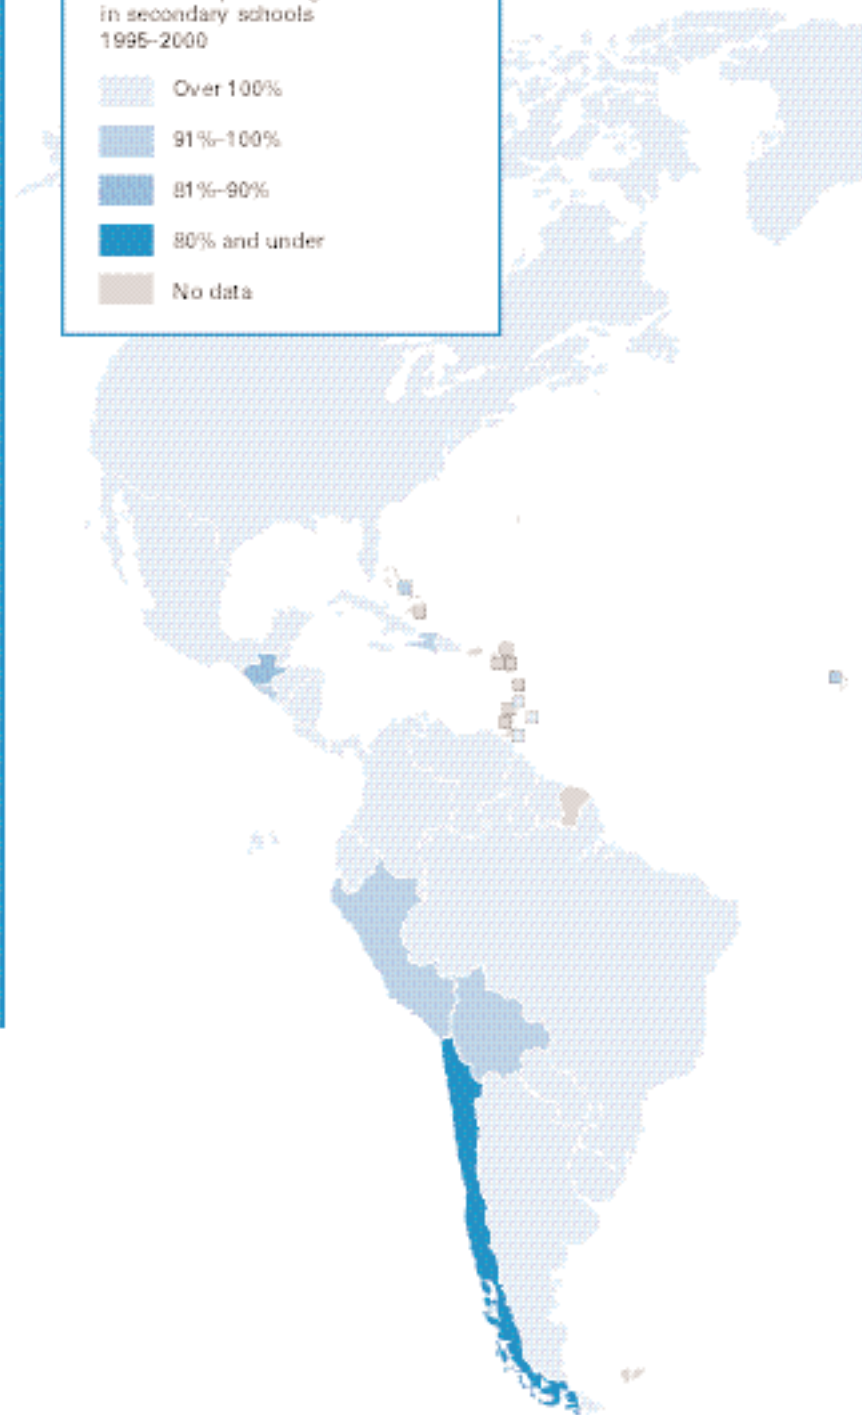 in secondary schools
1995–2000
Over 100%
91%–100%
81%–90%
80% and under
No data